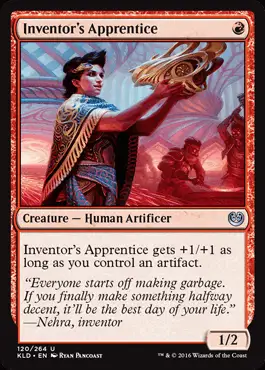 Inventor's Apprentice
Creature — Human Artificer
Inventor's Apprentice gets +1/+1 as
long as you control an artifact.
“Everyone starts off making garbage.
If you finally make something halfway
decent, it'll be the best day of your life.”
—Nehra, inventor
1/2
120/264 U
KLD • EN Ryan Pancoast
™ & © 2016 Wizards of the Coast